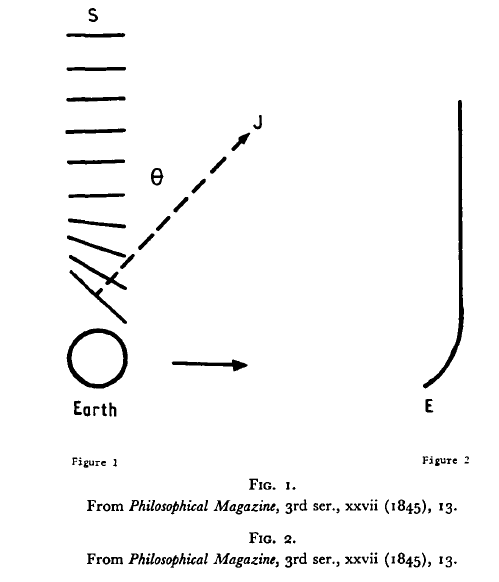 S
J
θ
Earth
E
Figure 1
Figure 2
FIG. 1.
From Philosophical Magazine, 3rd ser., xxvii (1845), 13.
FIG. 2.
From Philosophical Magazine, 3rd ser., xxvii (1845), 13.